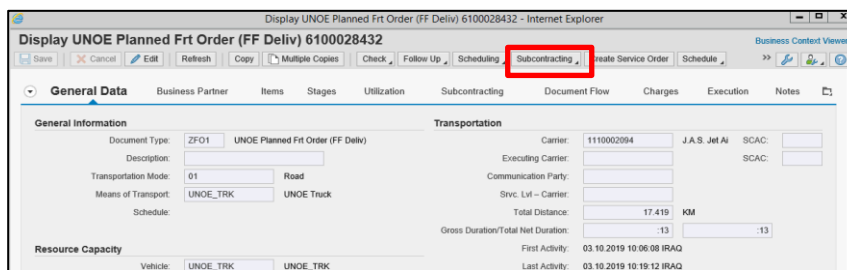 Display UNOE Planned Frt Order (FF Deliv) 6100028432 - Internet Explorer
Display UNOE Planned Frt Order (FF Deliv) 6100028432
Business Context Viewer
Save Cancel Edit Refresh Copy Multiple Copies Check Follow Up Scheduling Subcontracting Create Service Order Schedule
General Data Business Partner Items Stages Utilization Subcontracting Document Flow Charges Execution Notes
General Information Transportation
Document Type: ZFO1 UNOE Planned Frt Order (FF Deliv) Carrier: 1110002094 J.A.S. Jet Ai SCAC:
Description: Executing Carrier: SCAC:
Transportation Mode: 01 Road Communication Party:
Means of Transport: UNOE_TRK UNOE Truck Srvc. Lvl – Carrier:
Schedule: Total Distance: 17.419 KM
Gross Duration/Total Net Duration: :13 :13
Resource Capacity First Activity: 03.10.2019 10:06:08 IRAQ
Vehicle: UNOE_TRK UNOE_TRK Last Activity: 03.10.2019 10:19:12 IRAQ